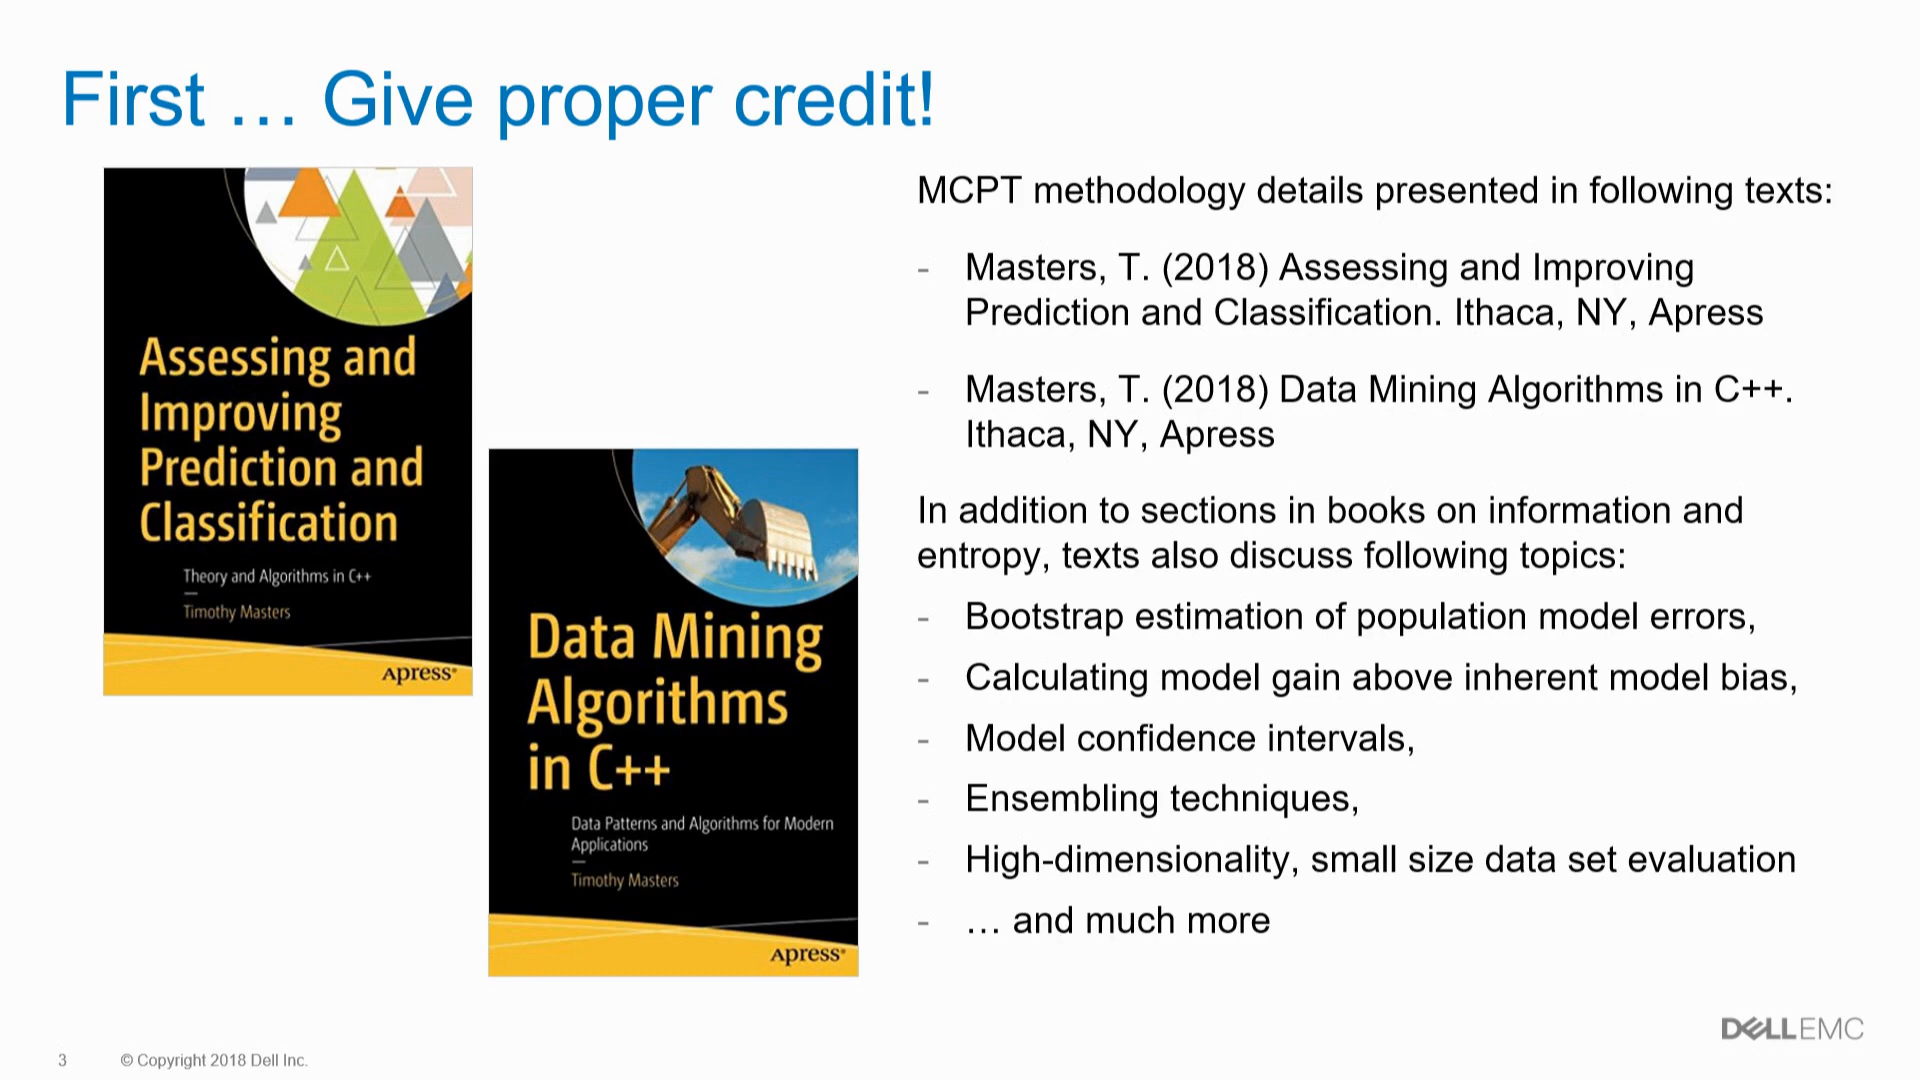 First … Give proper credit!
Assessing and
Improving
Prediction and
Classification
Theory and Algorithms in C++
Timothy Masters
Apress®
Data Mining
Algorithms
in C++
Data Patterns and Algorithms for Modern
Applications
Timothy Masters
Apress®
MCPT methodology details presented in following texts:
- Masters, T. (2018) Assessing and Improving
Prediction and Classification. Ithaca, NY, Apress
- Masters, T. (2018) Data Mining Algorithms in C++.
Ithaca, NY, Apress
In addition to sections in books on information and
entropy, texts also discuss following topics:
- Bootstrap estimation of population model errors,
- Calculating model gain above inherent model bias,
- Model confidence intervals,
- Ensembling techniques,
- High-dimensionality, small size data set evaluation
- … and much more
3 © Copyright 2018 Dell Inc.
DELLEMC